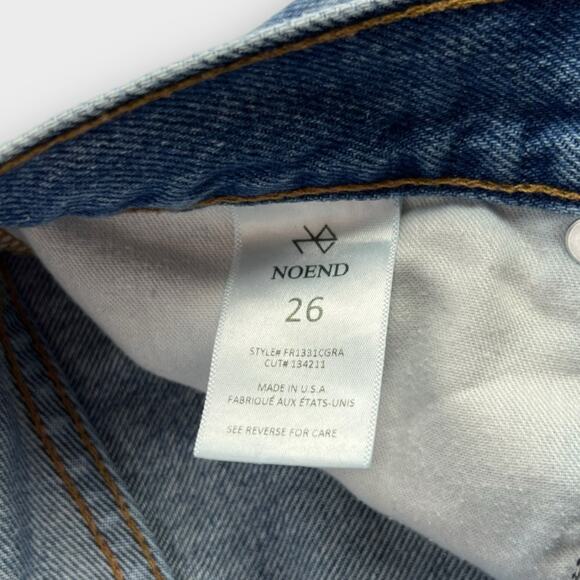 NOEND
26
STYLE# FR1331CGRA
CUT# 134211
MADE IN U.S.A
FABRIQUÉ AUX ÉTATS-UNIS
SEE REVERSE FOR CARE